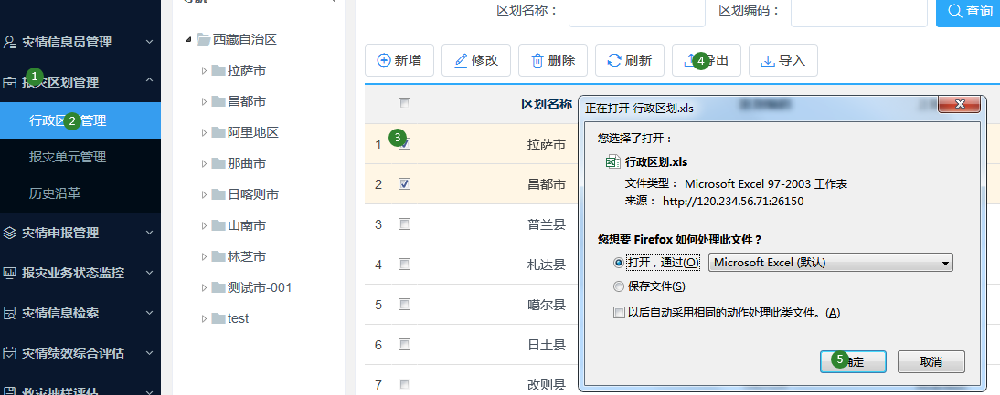 区划名称：
区划编码：
查询
灾情信息员管理
1
报灾区划管理
2
行政区划管理
报灾单元管理
历史沿革
灾情申报管理
报灾业务状态监控
灾情信息检索
灾情绩效综合评估
救灾抽样评估
西藏自治区
拉萨市
昌都市
阿里地区
那曲市
日喀则市
山南市
林芝市
测试市-001
test
新增
修改
删除
刷新
4
导出
导入
区划名称
1
3
拉萨市
2
昌都市
3
普兰县
4
札达县
5
噶尔县
6
日土县
7
改则县
正在打开 行政区划.xls
您选择了打开：
行政区划.xls
文件类型： Microsoft Excel 97-2003 工作表
来源： http://120.234.56.71:26150
您想要 Firefox 如何处理此文件？
打开，通过(O)
Microsoft Excel (默认)
保存文件(S)
以后自动采用相同的动作处理此类文件。(A)
5
确定
取消